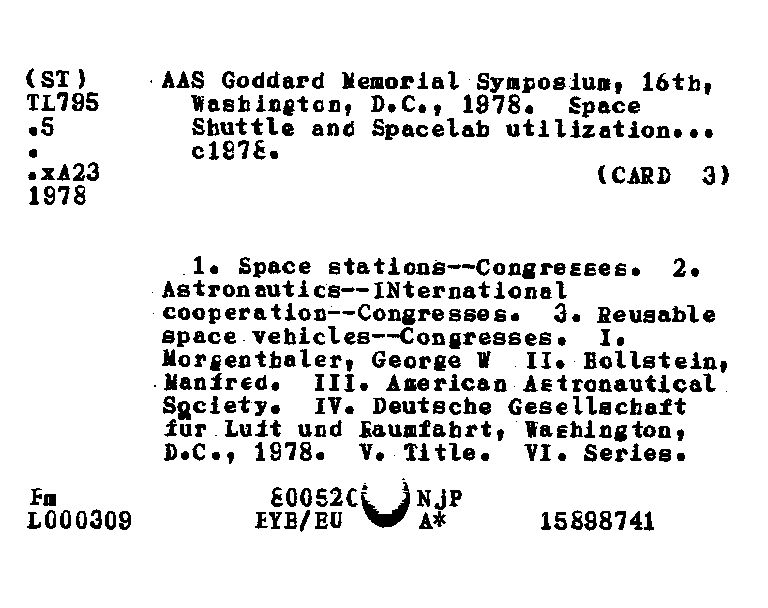 (ST) AAS Goddard Memorial Symposium, 16th,
TL795 Washington, D.C., 1978. Space
.5 Shuttle and Spacelab utilization...
. c1978.
.xA23 (CARD 3)
1978
1. Space stations--Congresses. 2.
Astronautics--INternational
cooperation--Congresses. 3. Reusable
space vehicles--Congresses. I.
Morgenthaler, George W II. Hollstein,
Manfred. III. American Astronautical
Society. IV. Deutsche Gesellschaft
fur Luft und Raumfahrt, Washington,
D.C., 1978. V. Title. VI. Series.
Fm 800520 NjP
L000309 EYB/EU A* 15898741